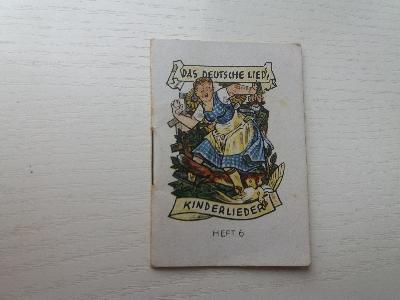 DAS DEUTSCHE LIED
KINDERLIEDER
HEFT 6